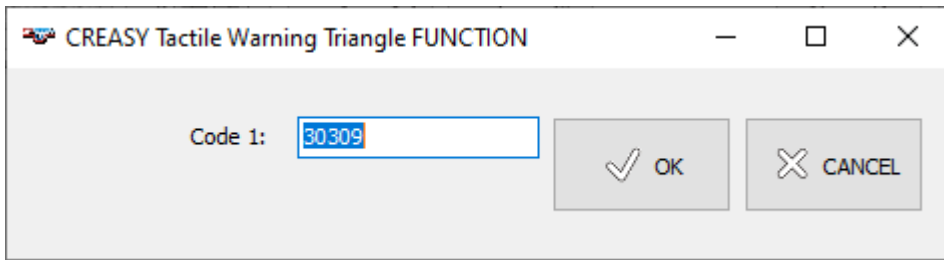 CREASY Tactile Warning Triangle FUNCTION
Code 1: 30309 OK CANCEL